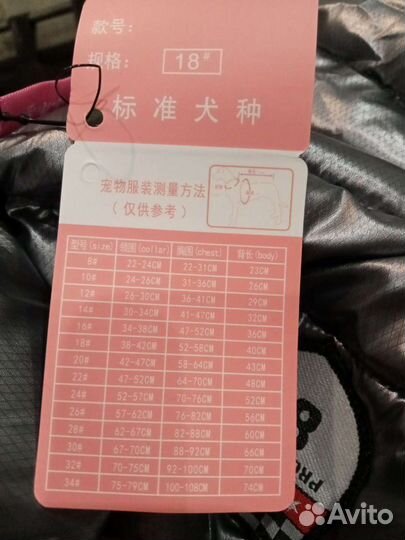 款号:
规格: 18#
标准犬种
宠物服装测量方法
(仅供参考)
型号(size) 领围(collar) 胸围(chest) 背长(body)
8# 22-24CM 22-31CM 23CM
10# 24-26CM 31-36CM 26CM
12# 26-30CM 36-41CM 29CM
14# 30-34CM 41-47CM 32CM
16# 34-38CM 47-52CM 36CM
18# 38-42CM 52-58CM 40CM
20# 42-47CM 58-64CM 43CM
22# 47-52CM 64-70CM 48CM
24# 52-57CM 70-76CM 52CM
26# 57-62CM 76-82CM 56CM
28# 62-67CM 82-88CM 60CM
30# 67-70CM 88-92CM 66CM
32# 70-75CM 92-100CM 70CM
34# 75-79CM 100-108CM 74CM
8
PRO
Avito